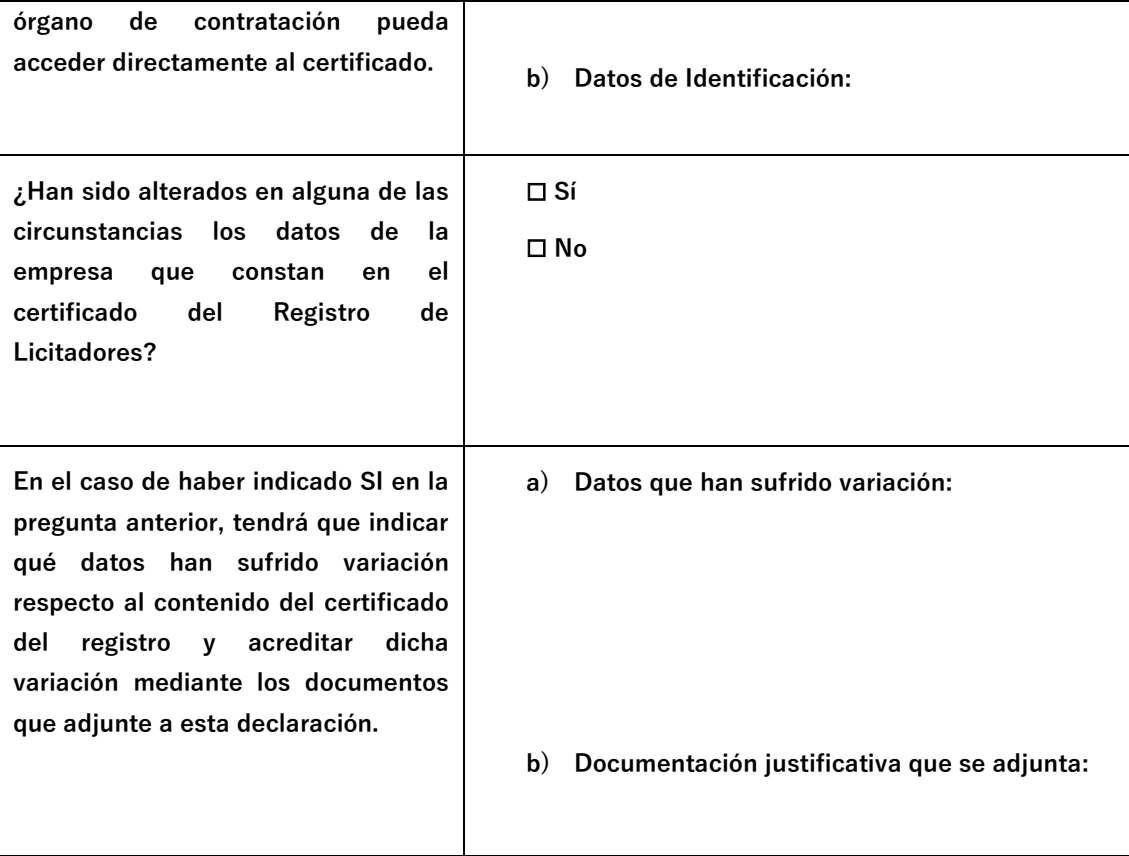 órgano de contratación pueda
acceder directamente al certificado.
b) Datos de Identificación:
¿Han sido alterados en alguna de las
circunstancias los datos de la
empresa que constan en el
certificado del Registro de
Licitadores?
☐ Sí
☐ No
En el caso de haber indicado SI en la
pregunta anterior, tendrá que indicar
qué datos han sufrido variación
respecto al contenido del certificado
del registro y acreditar dicha
variación mediante los documentos
que adjunte a esta declaración.
a) Datos que han sufrido variación:
b) Documentación justificativa que se adjunta: